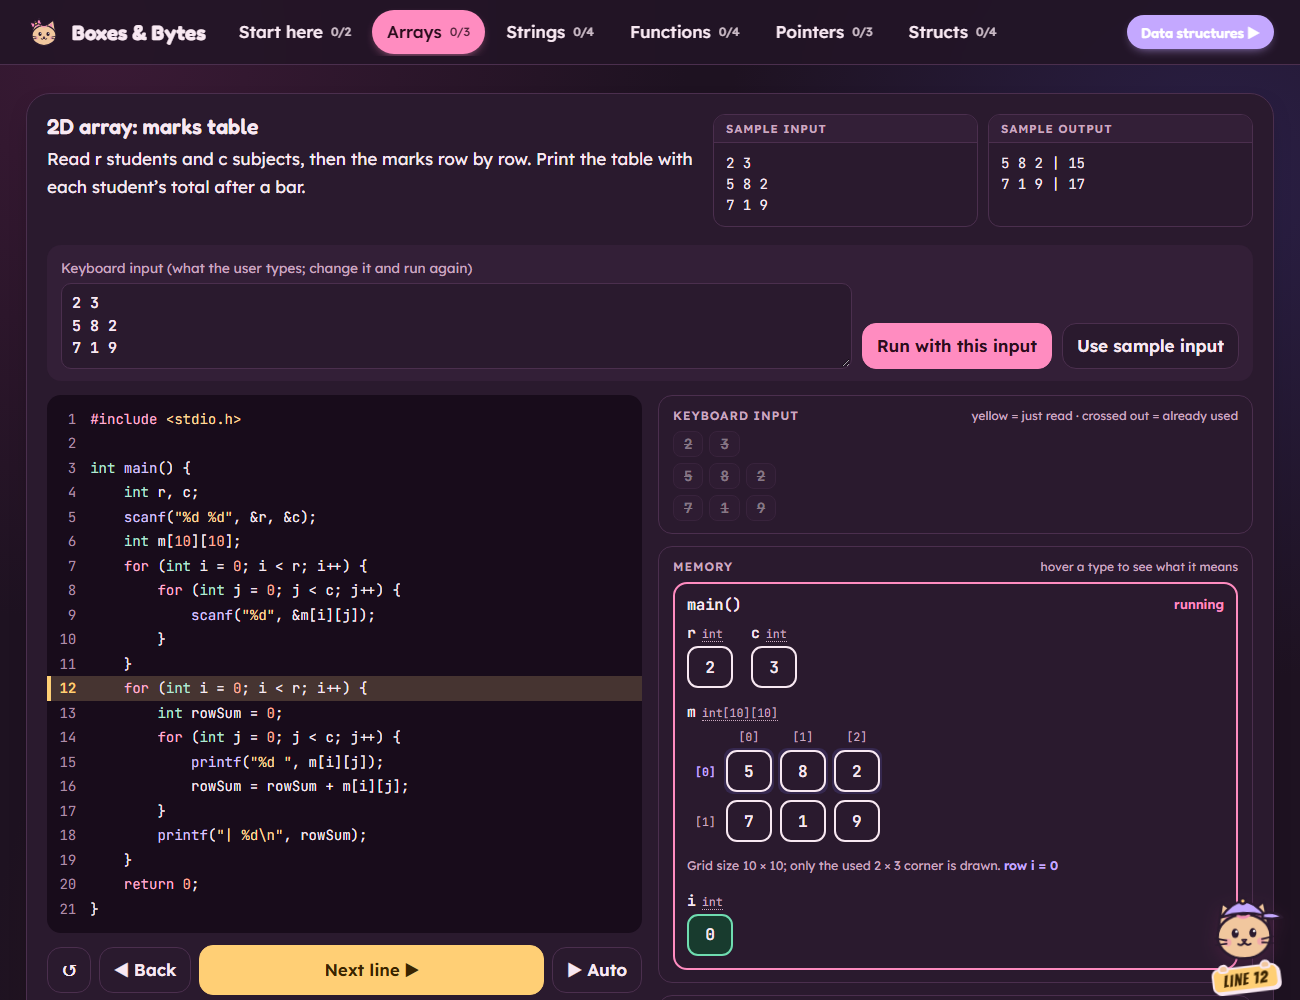 Boxes & Bytes
Start here 0/2
Arrays 0/3
Strings 0/4
Functions 0/4
Pointers 0/3
Structs 0/4
Data structures ▶
2D array: marks table
Read r students and c subjects, then the marks row by row. Print the table with
each student’s total after a bar.
SAMPLE INPUT
2 3
5 8 2
7 1 9
SAMPLE OUTPUT
5 8 2 | 15
7 1 9 | 17
Keyboard input (what the user types; change it and run again)
2 3
5 8 2
7 1 9
Run with this input
Use sample input
1 #include <stdio.h>
2
3 int main() {
4     int r, c;
5     scanf("%d %d", &r, &c);
6     int m[10][10];
7     for (int i = 0; i < r; i++) {
8         for (int j = 0; j < c; j++) {
9             scanf("%d", &m[i][j]);
10         }
11     }
12     for (int i = 0; i < r; i++) {
13         int rowSum = 0;
14         for (int j = 0; j < c; j++) {
15             printf("%d ", m[i][j]);
16             rowSum = rowSum + m[i][j];
17         }
18         printf("| %d\n", rowSum);
19     }
20     return 0;
21 }
↺
◀ Back
Next line ▶
▶ Auto
KEYBOARD INPUT
yellow = just read · crossed out = already used
2 3
5 8 2
7 1 9
MEMORY
hover a type to see what it means
main()
running
r int
c int
2
3
m int[10][10]
[0] [1] [2]
[0] 5 8 2
[1] 7 1 9
Grid size 10 × 10; only the used 2 × 3 corner is drawn. row i = 0
i int
0
LINE 12